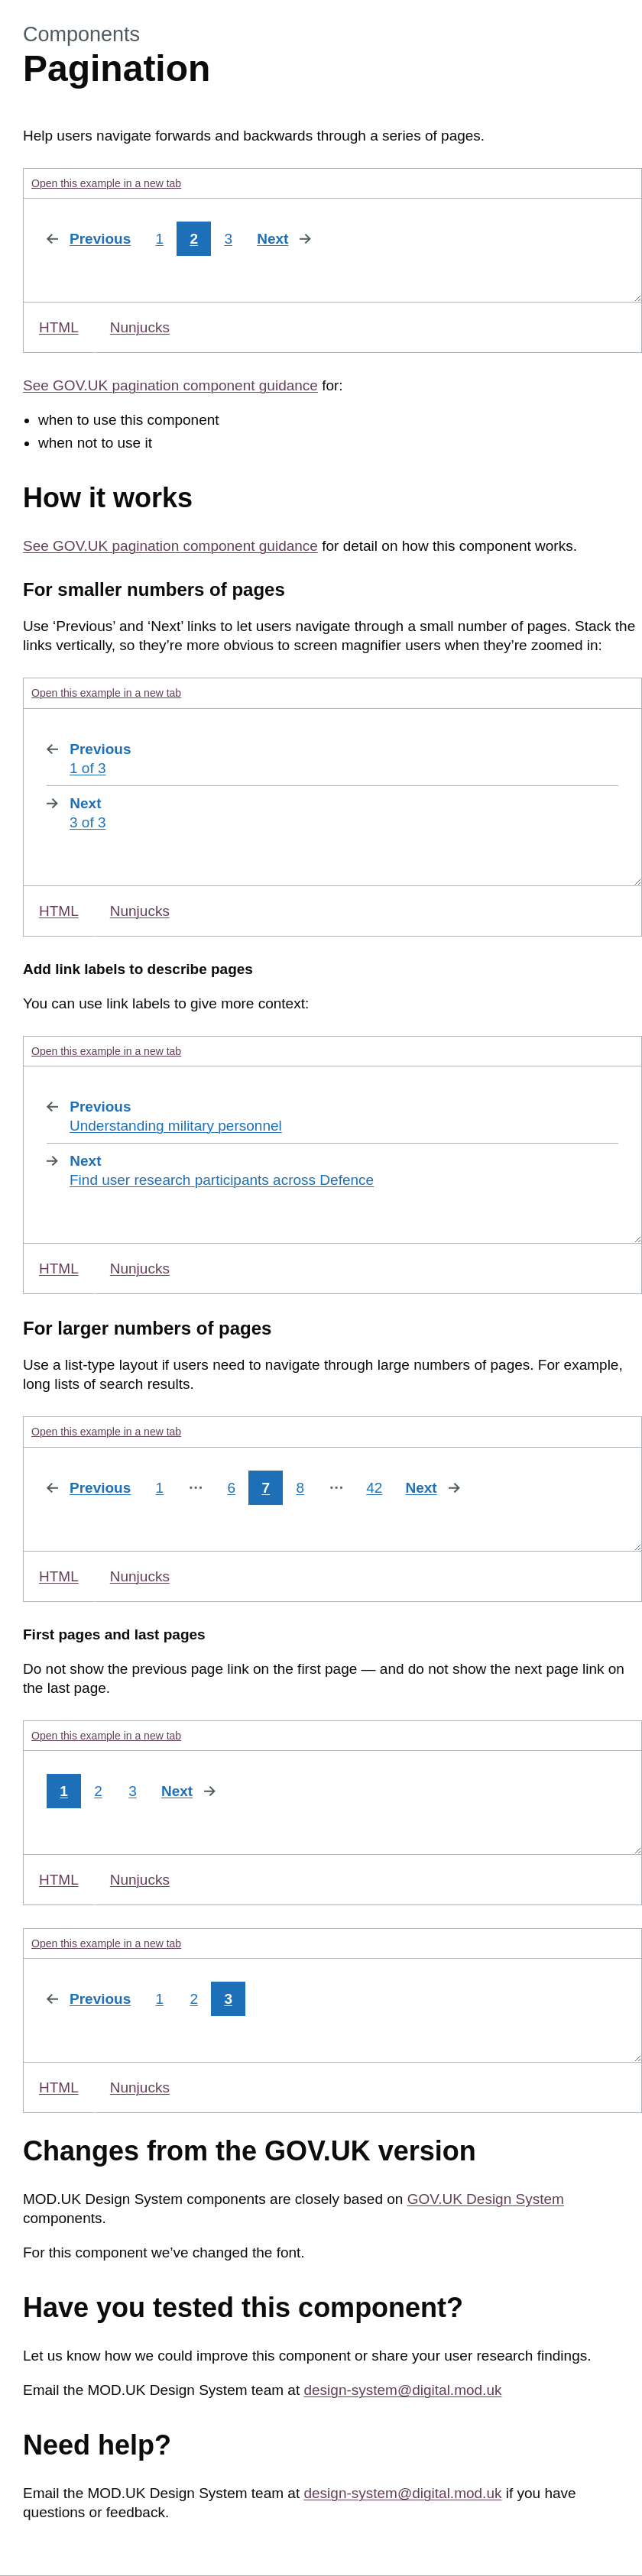 Components
Pagination
Help users navigate forwards and backwards through a series of pages.
Open this example in a new tab
Previous 1 2 3 Next
HTML Nunjucks
See GOV.UK pagination component guidance for:
when to use this component
when not to use it
How it works
See GOV.UK pagination component guidance for detail on how this component works.
For smaller numbers of pages
Use ‘Previous’ and ‘Next’ links to let users navigate through a small number of pages. Stack the
links vertically, so they’re more obvious to screen magnifier users when they’re zoomed in:
Open this example in a new tab
Previous
1 of 3
Next
3 of 3
HTML Nunjucks
Add link labels to describe pages
You can use link labels to give more context:
Open this example in a new tab
Previous
Understanding military personnel
Next
Find user research participants across Defence
HTML Nunjucks
For larger numbers of pages
Use a list-type layout if users need to navigate through large numbers of pages. For example,
long lists of search results.
Open this example in a new tab
Previous 1 ⋯ 6 7 8 ⋯ 42 Next
HTML Nunjucks
First pages and last pages
Do not show the previous page link on the first page — and do not show the next page link on
the last page.
Open this example in a new tab
1 2 3 Next
HTML Nunjucks
Open this example in a new tab
Previous 1 2 3
HTML Nunjucks
Changes from the GOV.UK version
MOD.UK Design System components are closely based on GOV.UK Design System
components.
For this component we’ve changed the font.
Have you tested this component?
Let us know how we could improve this component or share your user research findings.
Email the MOD.UK Design System team at design-system@digital.mod.uk
Need help?
Email the MOD.UK Design System team at design-system@digital.mod.uk if you have
questions or feedback.